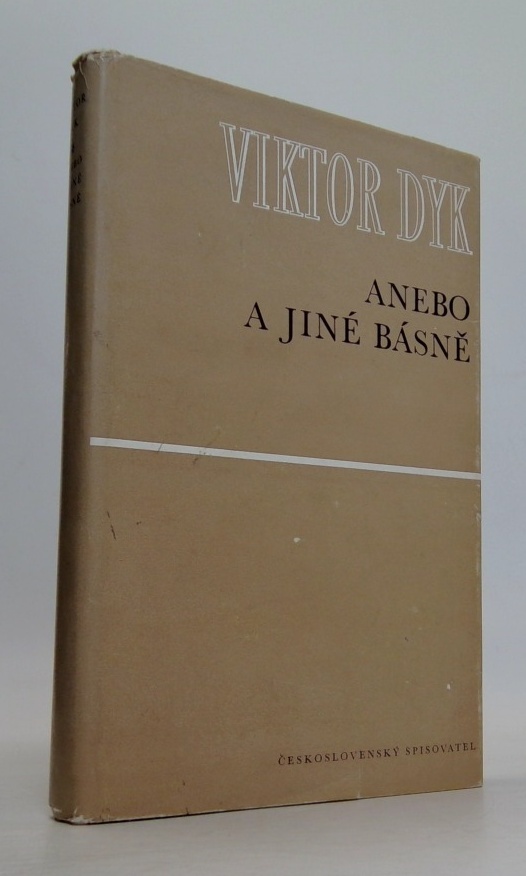 VIKTOR DYK
ANEBO
A JINÉ BÁSNĚ
ČESKOSLOVENSKÝ SPISOVATEL